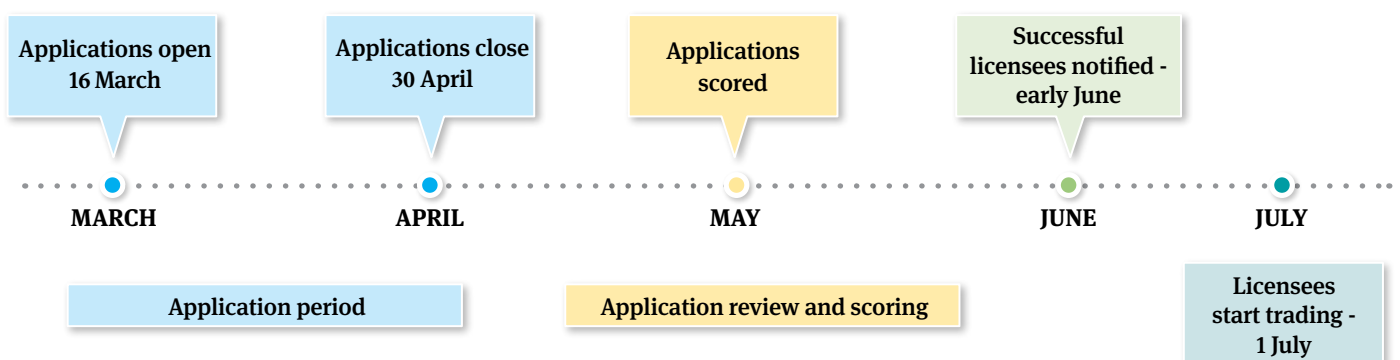 Applications open
16 March
Applications close
30 April
Applications
scored
Successful
licensees notified -
early June
MARCH
APRIL
MAY
JUNE
JULY
Application period
Application review and scoring
Licensees
start trading -
1 July